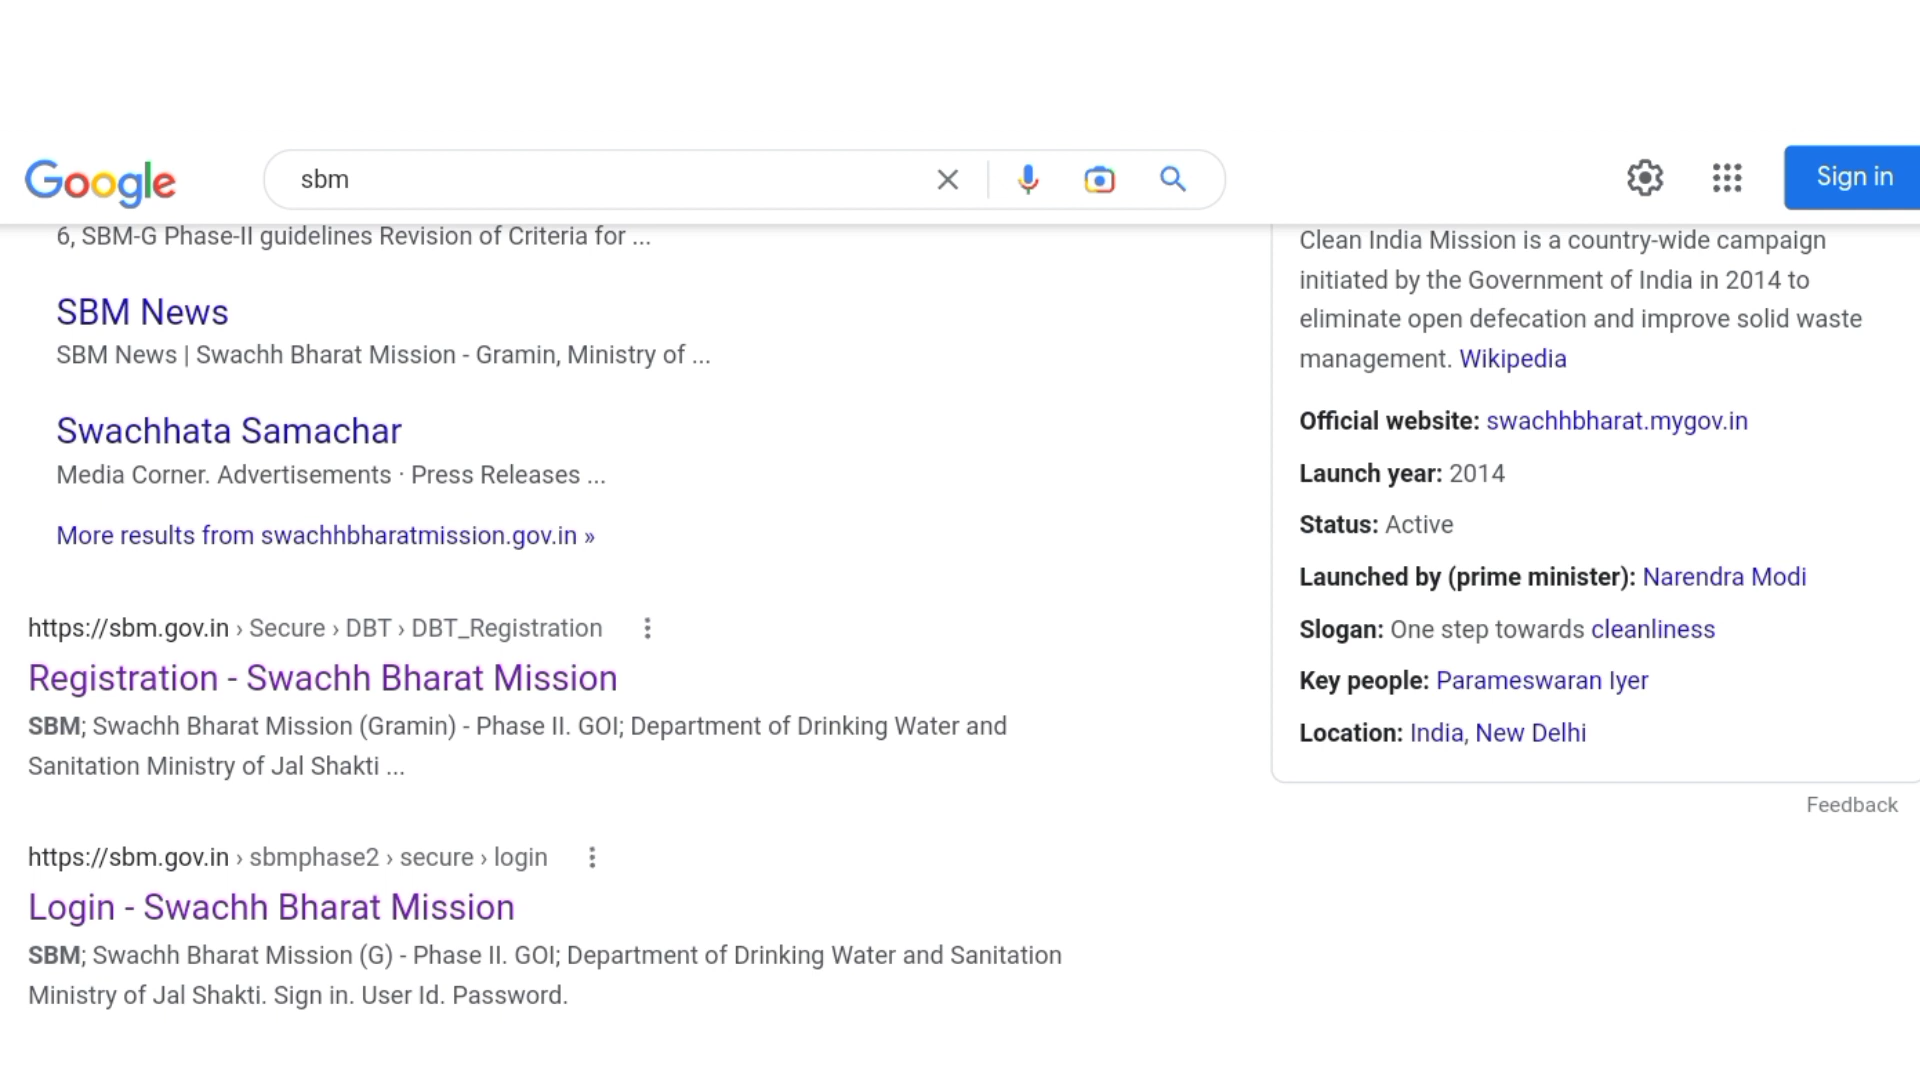 Google
sbm
Sign in
6, SBM-G Phase-II guidelines Revision of Criteria for ...
SBM News
SBM News | Swachh Bharat Mission - Gramin, Ministry of ...
Swachhata Samachar
Media Corner. Advertisements · Press Releases ...
More results from swachhbharatmission.gov.in »
https://sbm.gov.in › Secure › DBT › DBT_Registration
Registration - Swachh Bharat Mission
SBM; Swachh Bharat Mission (Gramin) - Phase II. GOI; Department of Drinking Water and
Sanitation Ministry of Jal Shakti ...
https://sbm.gov.in › sbmphase2 › secure › login
Login - Swachh Bharat Mission
SBM; Swachh Bharat Mission (G) - Phase II. GOI; Department of Drinking Water and Sanitation
Ministry of Jal Shakti. Sign in. User Id. Password.
Clean India Mission is a country-wide campaign
initiated by the Government of India in 2014 to
eliminate open defecation and improve solid waste
management. Wikipedia
Official website: swachhbharat.mygov.in
Launch year: 2014
Status: Active
Launched by (prime minister): Narendra Modi
Slogan: One step towards cleanliness
Key people: Parameswaran Iyer
Location: India, New Delhi
Feedback